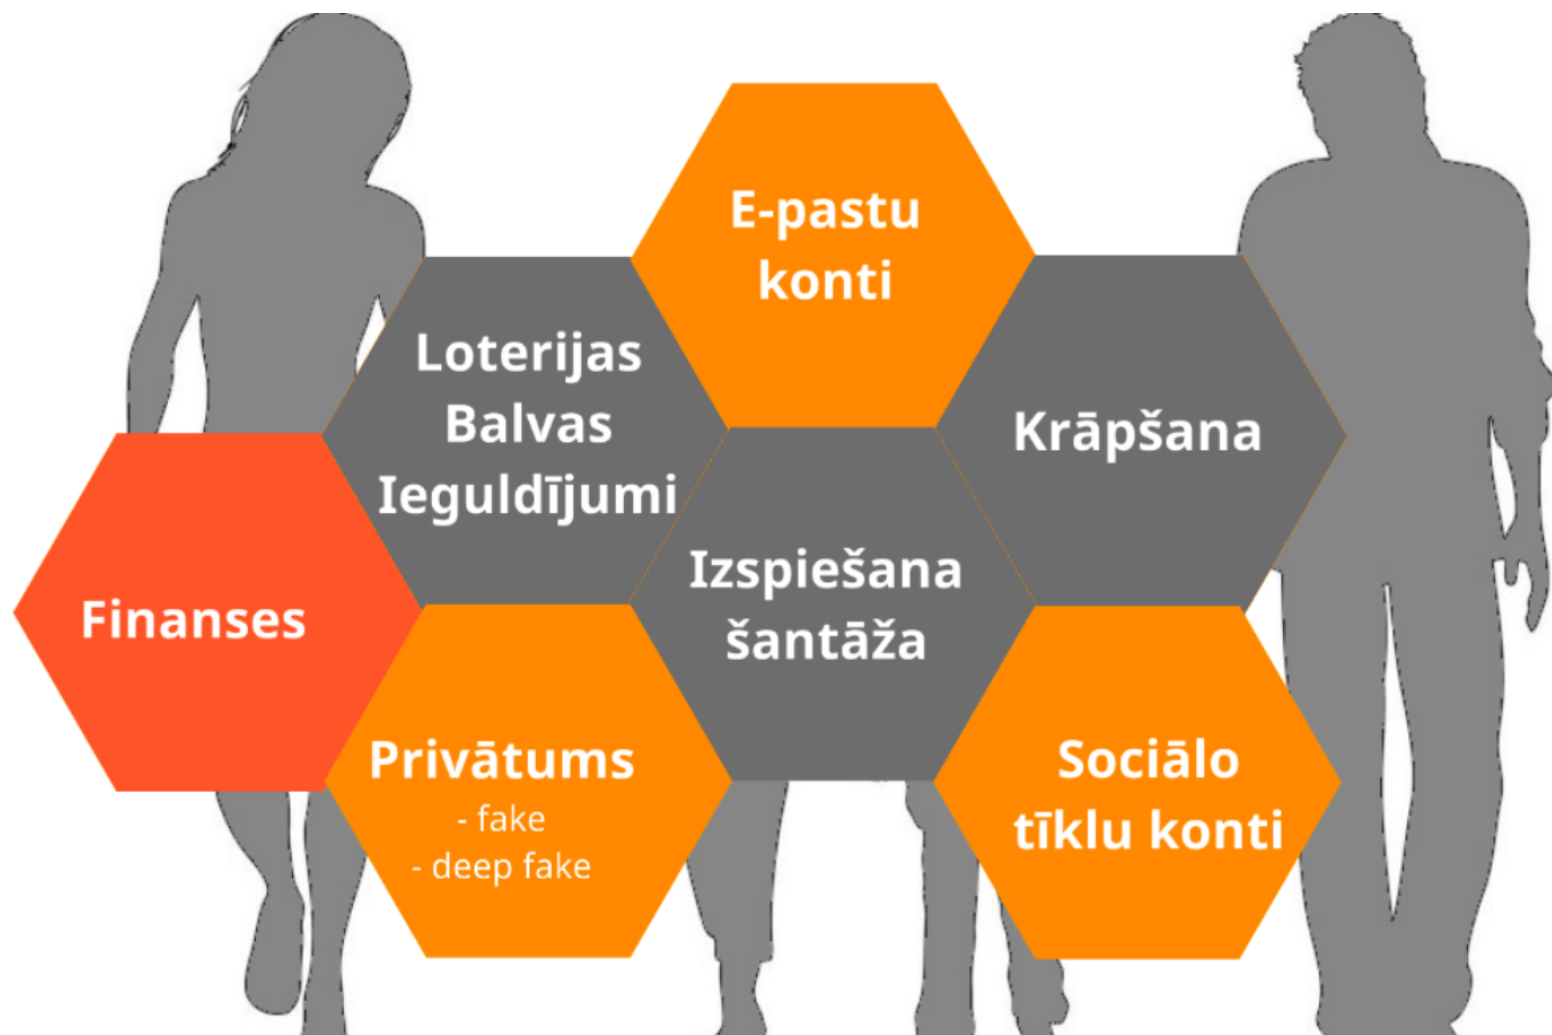 E-pastu
konti
Loterijas
Balvas
Ieguldījumi
Krāpšana
Finanses
Izspiešana
šantāža
Privātums
- fake
- deep fake
Sociālo
tīklu konti